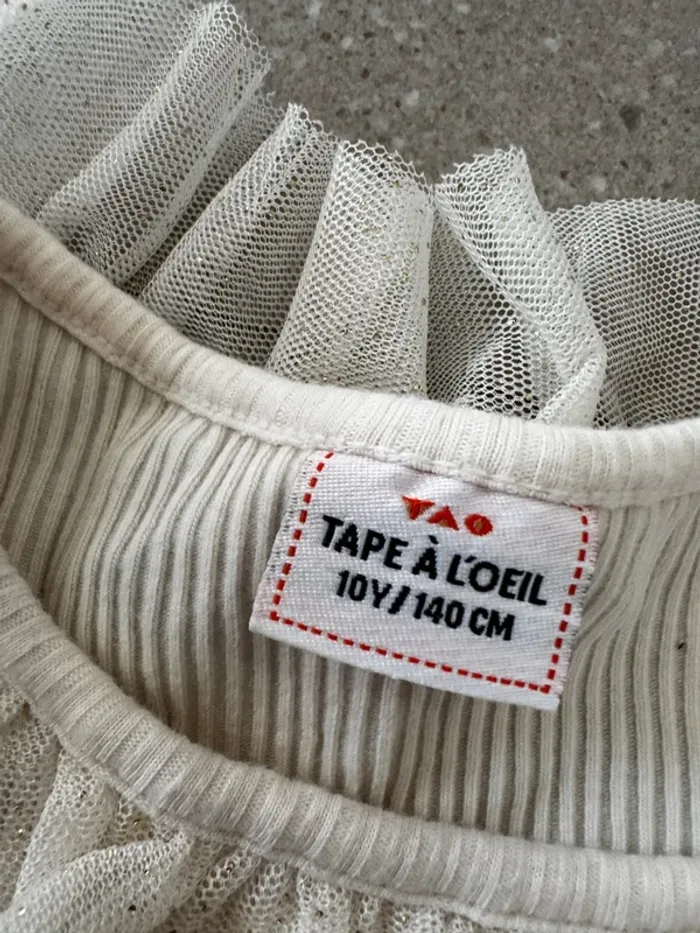 TAO
TAPE À L'OEIL
10Y/140 CM